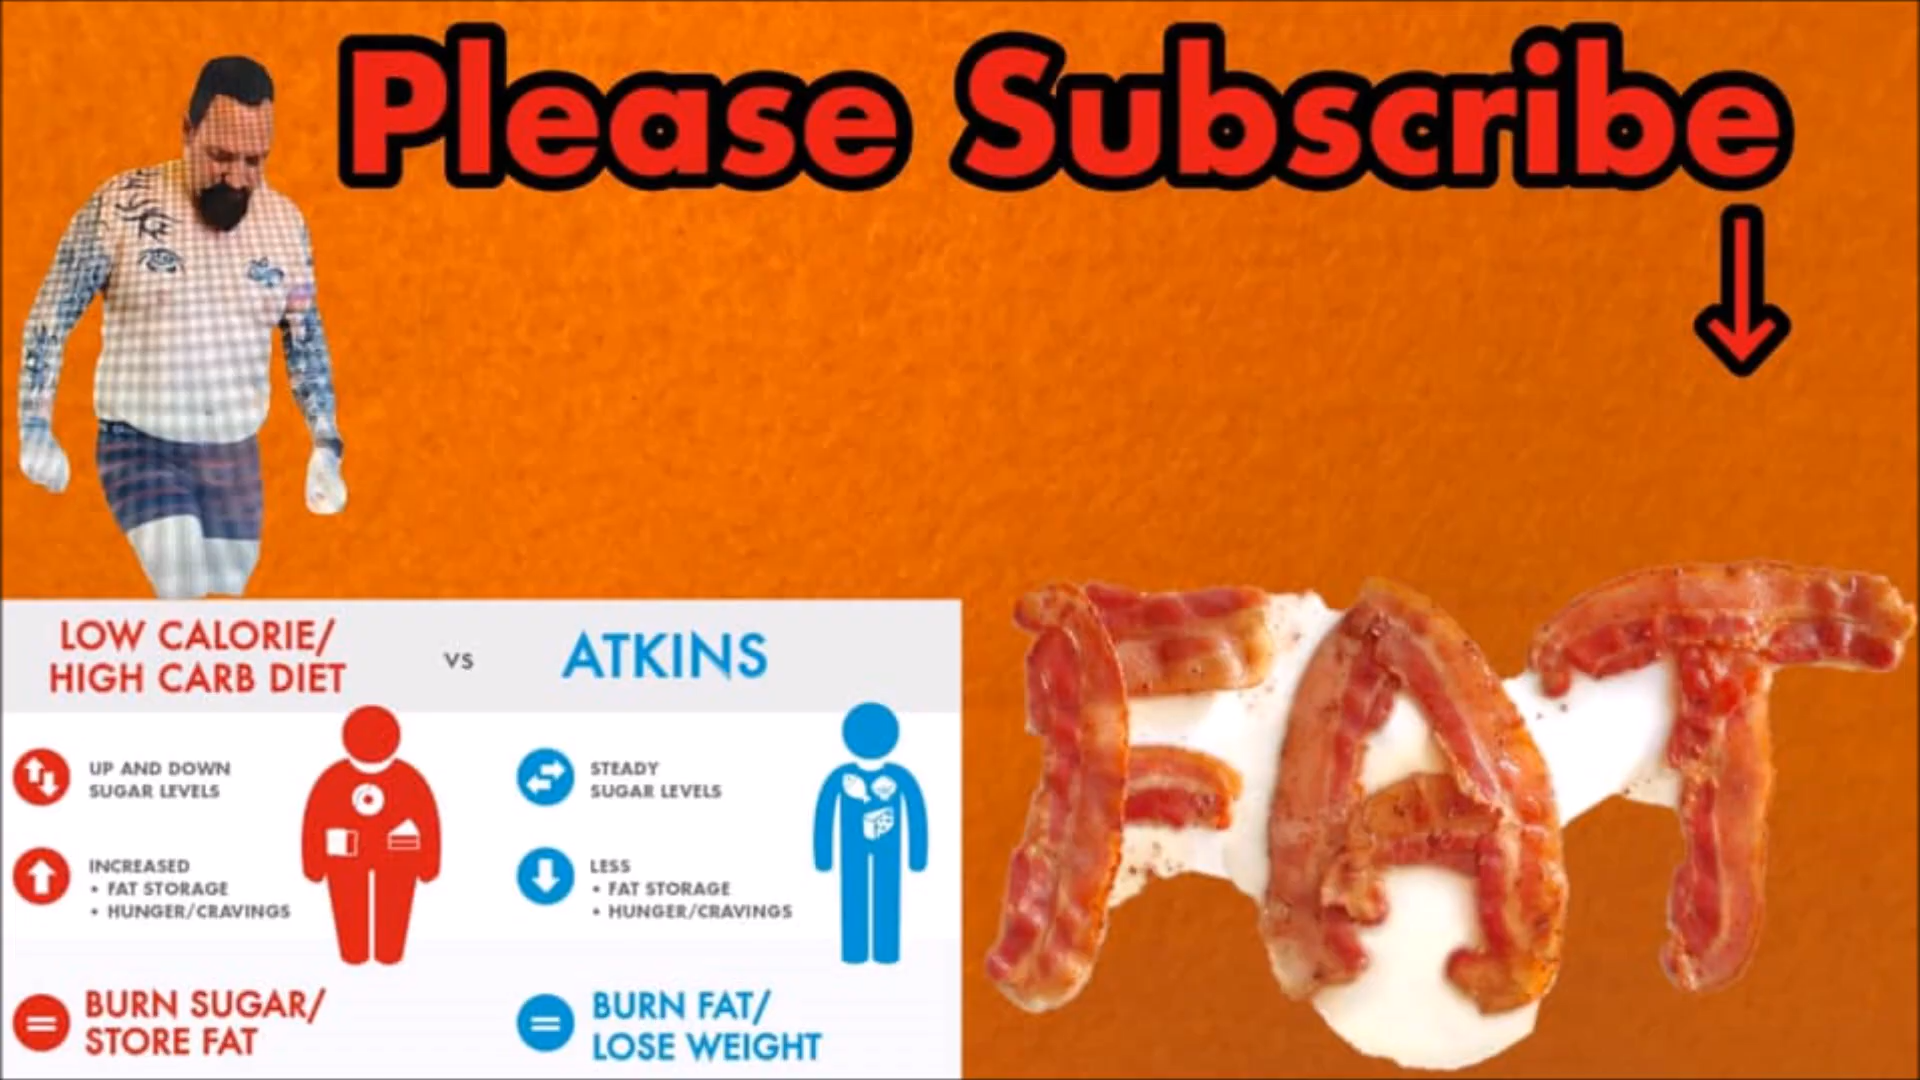 Please Subscribe
LOW CALORIE/
HIGH CARB DIET
VS
ATKINS
UP AND DOWN
SUGAR LEVELS
INCREASED
• FAT STORAGE
• HUNGER/CRAVINGS
BURN SUGAR/
STORE FAT
STEADY
SUGAR LEVELS
LESS
• FAT STORAGE
• HUNGER/CRAVINGS
BURN FAT/
LOSE WEIGHT
FAT